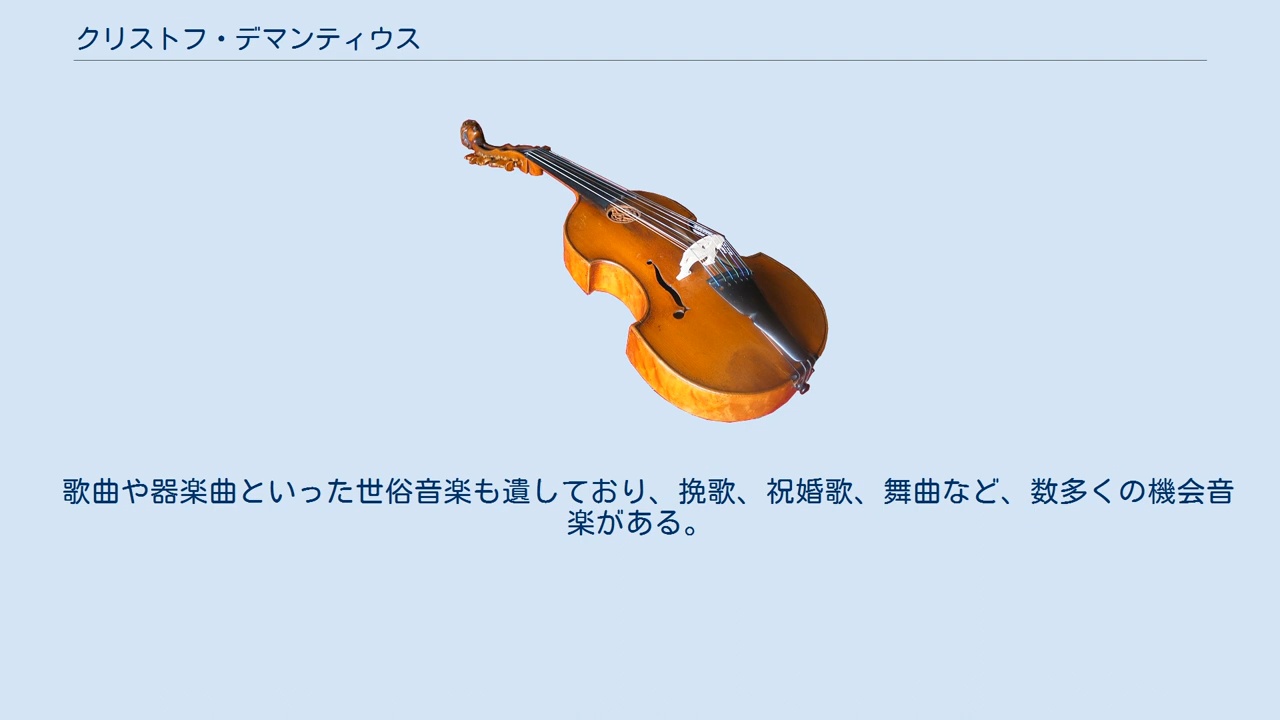 クリストフ・デマンティウス
歌曲や器楽曲といった世俗音楽も遺しており、挽歌、祝婚歌、舞曲など、数多くの機会音
楽がある。